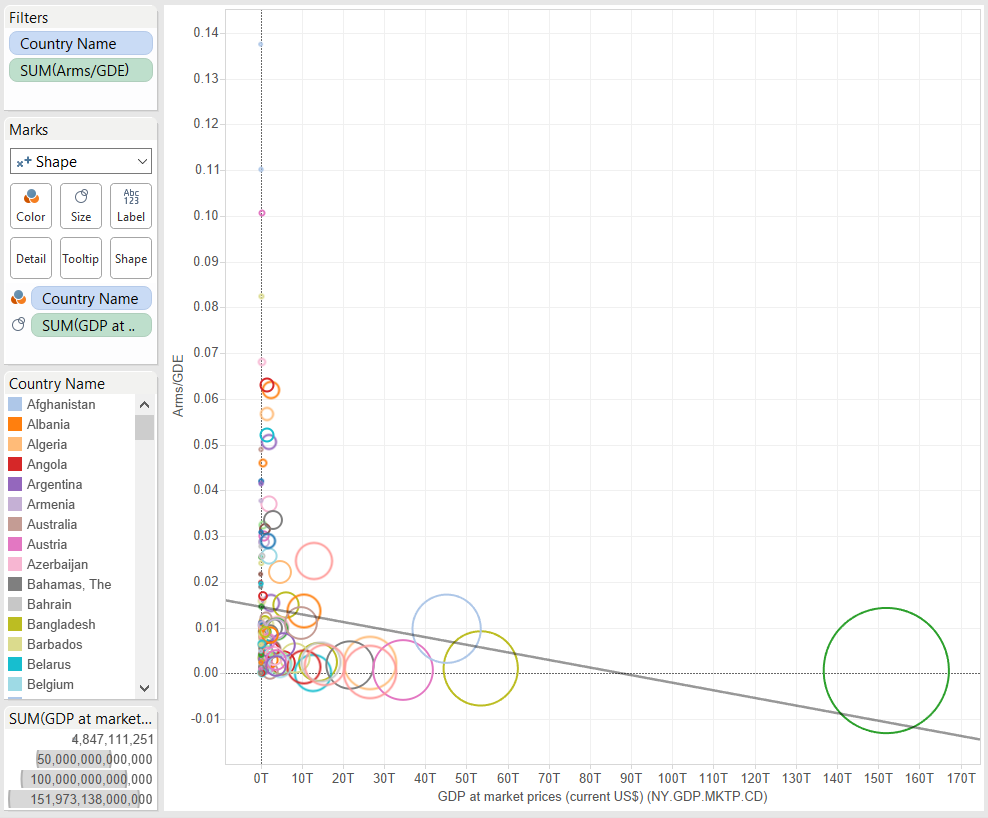 Filters
Country Name
SUM(Arms/GDE)
Marks
Shape
Color
Size
Abc
123
Label
Detail
Tooltip
Shape
Country Name
SUM(GDP at ..
Country Name
Afghanistan
Albania
Algeria
Angola
Argentina
Armenia
Australia
Austria
Azerbaijan
Bahamas, The
Bahrain
Bangladesh
Barbados
Belarus
Belgium
SUM(GDP at market...
4,847,111,251
50,000,000,000,000
100,000,000,000,000
151,973,138,000,000
Arms/GDE
0.14
0.13
0.12
0.11
0.10
0.09
0.08
0.07
0.06
0.05
0.04
0.03
0.02
0.01
0.00
-0.01
0T 10T 20T 30T 40T 50T 60T 70T 80T 90T 100T 110T 120T 130T 140T 150T 160T 170T
GDP at market prices (current US$) (NY.GDP.MKTP.CD)